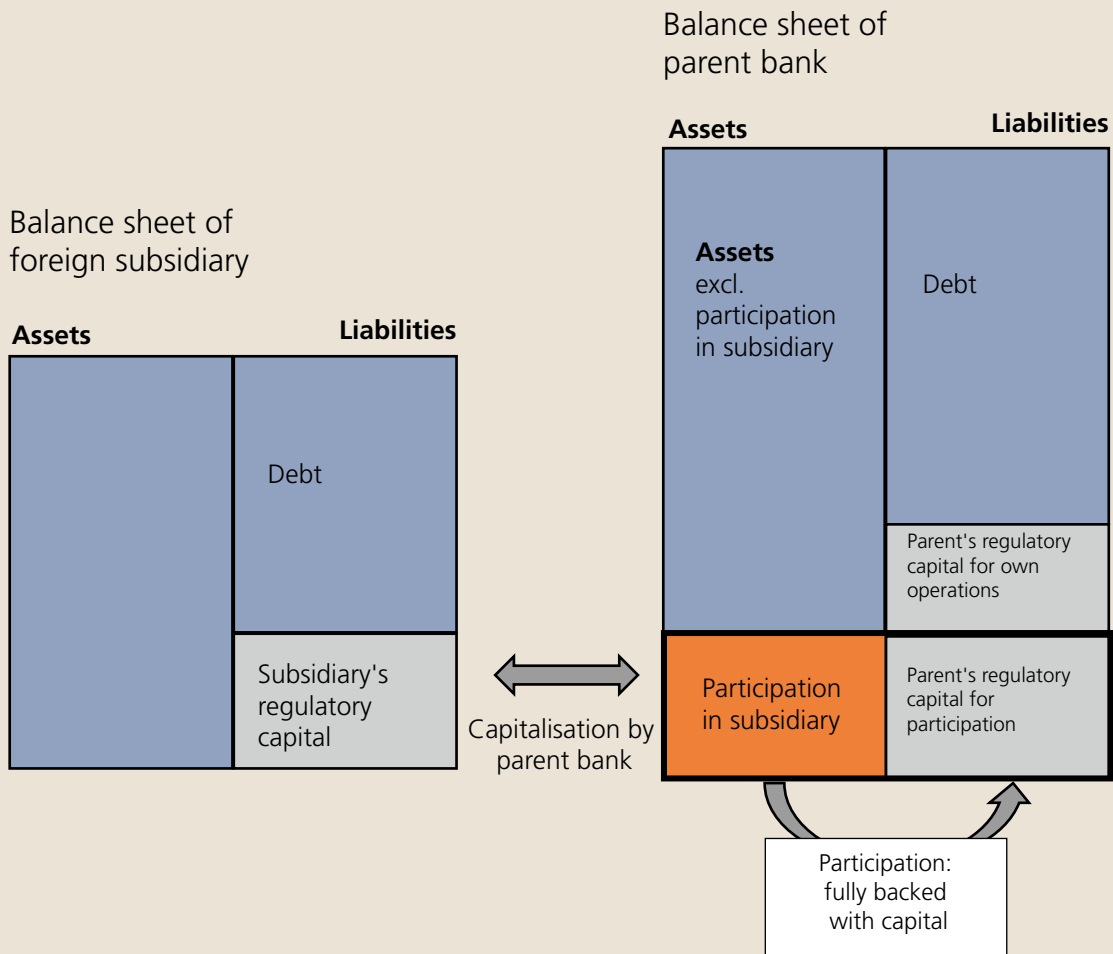 Balance sheet of
foreign subsidiary
Assets
Liabilities
Debt
Subsidiary's
regulatory
capital
Capitalisation by
parent bank
Balance sheet of
parent bank
Assets
Liabilities
Assets
excl.
participation
in subsidiary
Debt
Parent's regulatory
capital for own
operations
Participation
in subsidiary
Parent's regulatory
capital for
participation
Participation:
fully backed
with capital